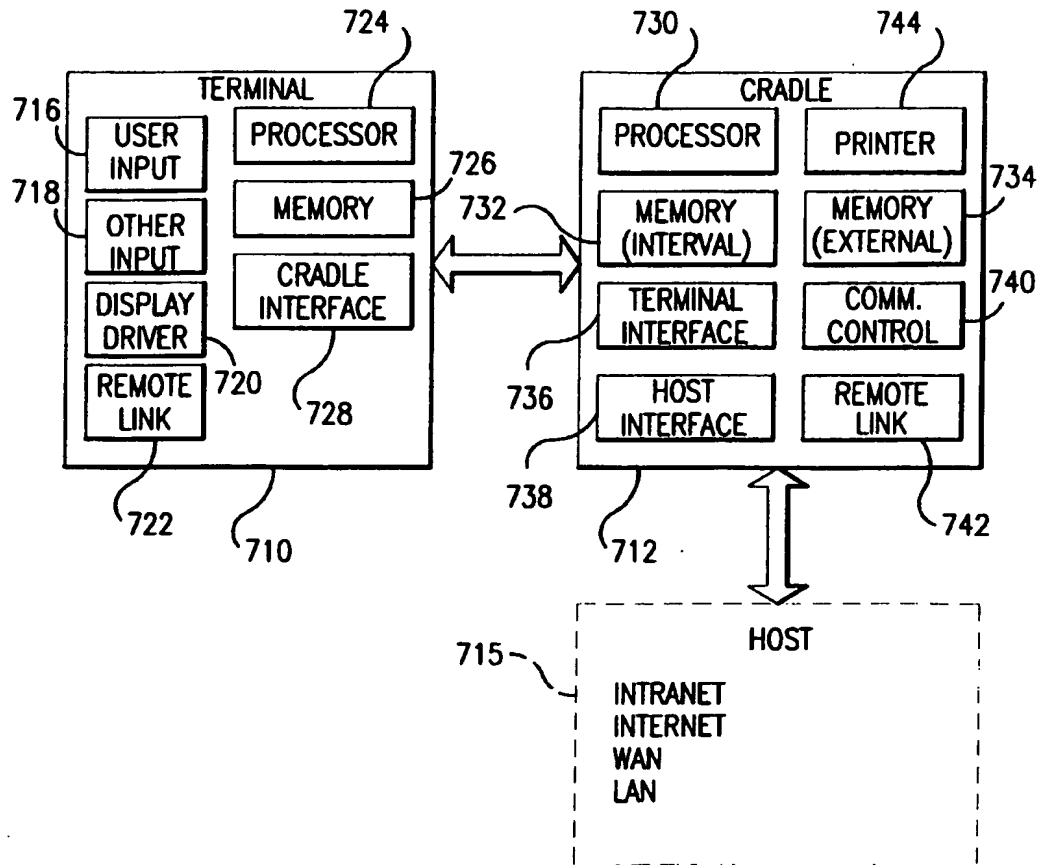 724
730
744
TERMINAL
CRADLE
716
USER
INPUT
PROCESSOR
PROCESSOR
PRINTER
718
OTHER
INPUT
726
MEMORY
732
MEMORY
(INTERVAL)
MEMORY
(EXTERNAL)
734
DISPLAY
DRIVER
720
CRADLE
INTERFACE
728
TERMINAL
INTERFACE
736
COMM.
CONTROL
740
REMOTE
LINK
722
710
HOST
INTERFACE
738
REMOTE
LINK
712
742
715
HOST
INTRANET
INTERNET
WAN
LAN